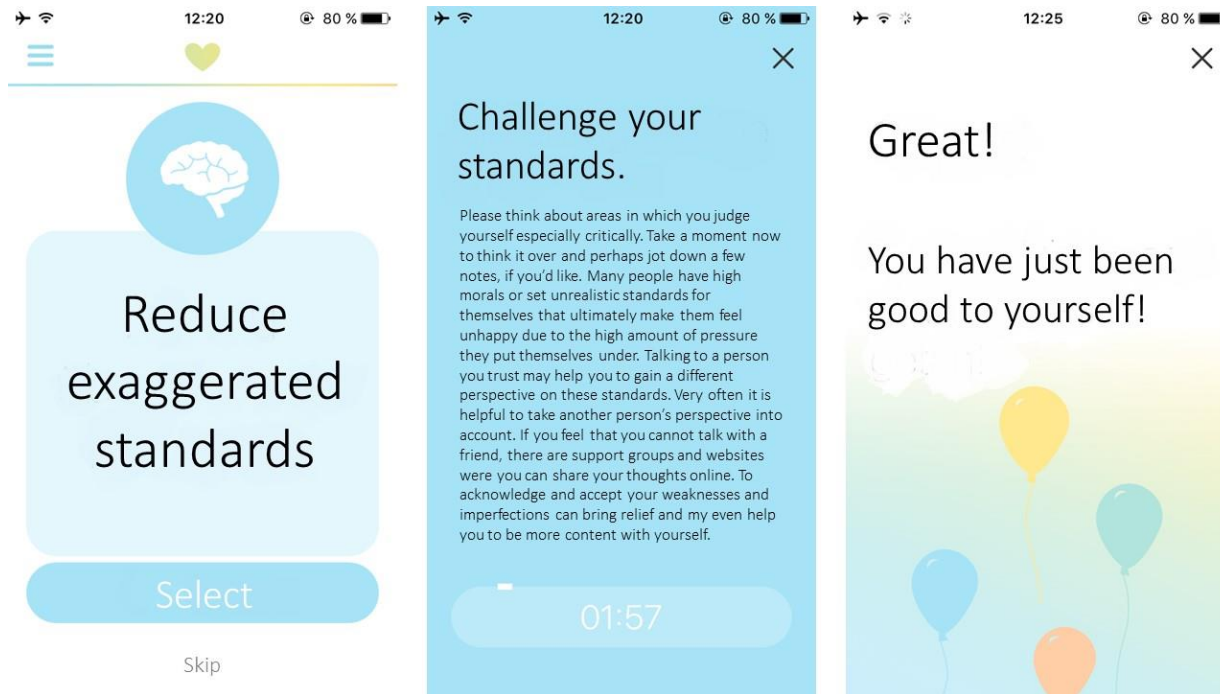 12:20
80 %
Reduce
exaggerated
standards
Select
Skip
12:20
80 %
Challenge your
standards.
Please think about areas in which you judge
yourself especially critically. Take a moment now
to think it over and perhaps jot down a few
notes, if you’d like. Many people have high
morals or set unrealistic standards for
themselves that ultimately make them feel
unhappy due to the high amount of pressure
they put themselves under. Talking to a person
you trust may help you to gain a different
perspective on these standards. Very often it is
helpful to take another person’s perspective into
account. If you feel that you cannot talk with a
friend, there are support groups and websites
were you can share your thoughts online. To
acknowledge and accept your weaknesses and
imperfections can bring relief and my even help
you to be more content with yourself.
01:57
12:25
80 %
Great!
You have just been
good to yourself!